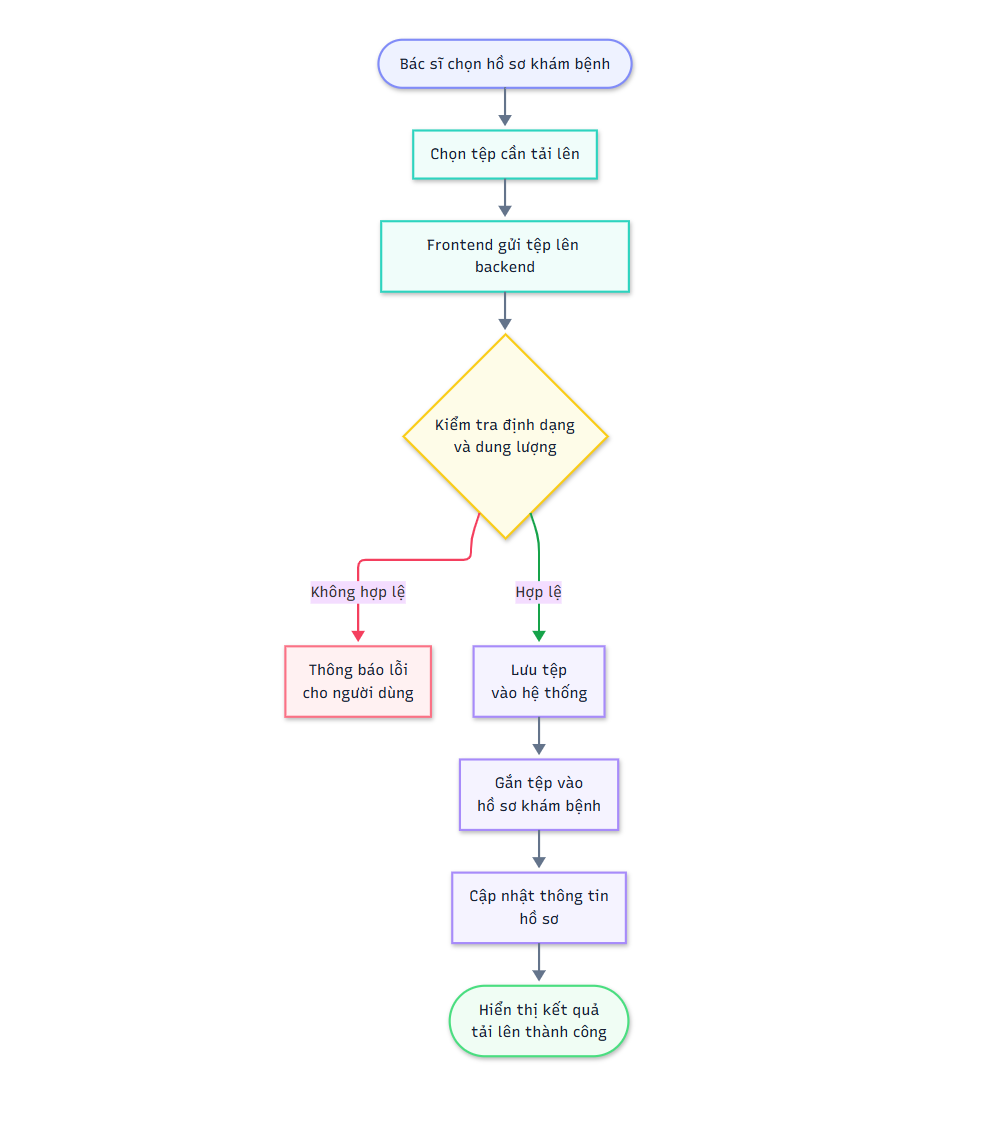 Bác sĩ chọn hồ sơ khám bệnh
Chọn tệp cần tải lên
Frontend gửi tệp lên
backend
Kiểm tra định dạng
và dung lượng
Không hợp lệ
Hợp lệ
Thông báo lỗi
cho người dùng
Lưu tệp
vào hệ thống
Gắn tệp vào
hồ sơ khám bệnh
Cập nhật thông tin
hồ sơ
Hiển thị kết quả
tải lên thành công